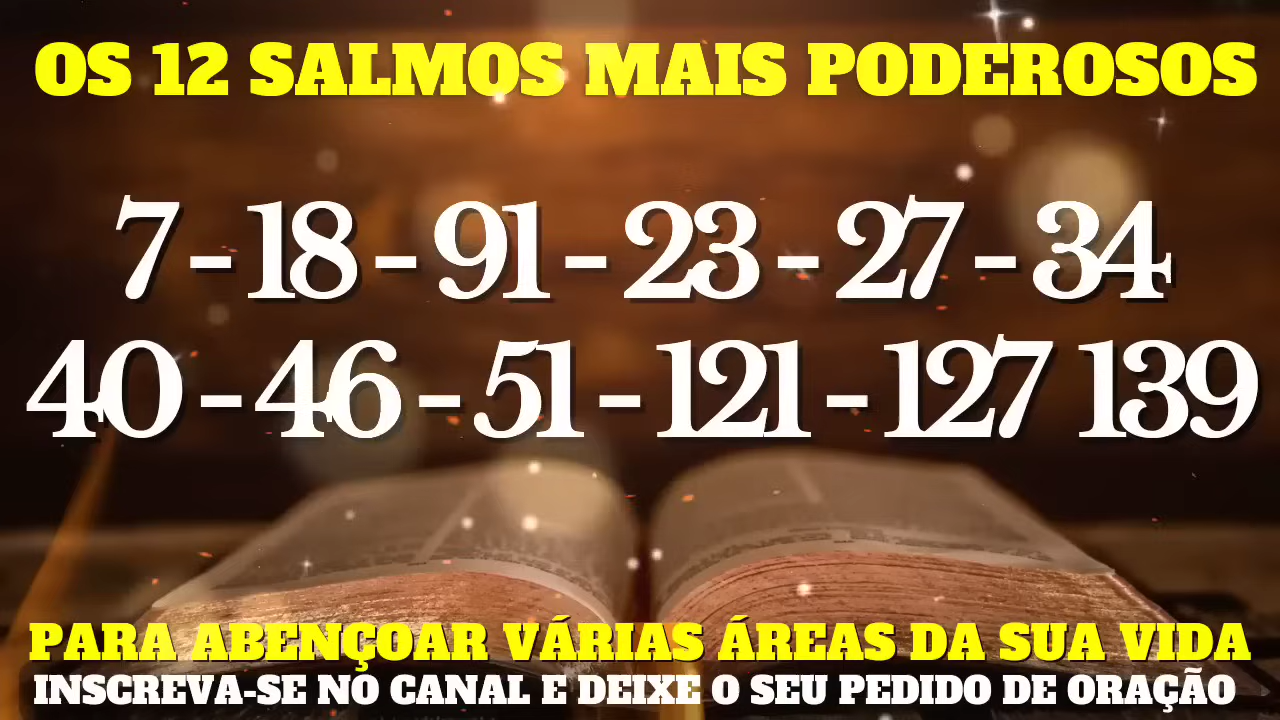 OS 12 SALMOS MAIS PODEROSOS
7 - 18 - 91 - 23 - 27 - 34
40 - 46 - 51 - 121 - 127 139
PARA ABENÇOAR VÁRIAS ÁREAS DA SUA VIDA
INSCREVA-SE NO CANAL E DEIXE O SEU PEDIDO DE ORAÇÃO